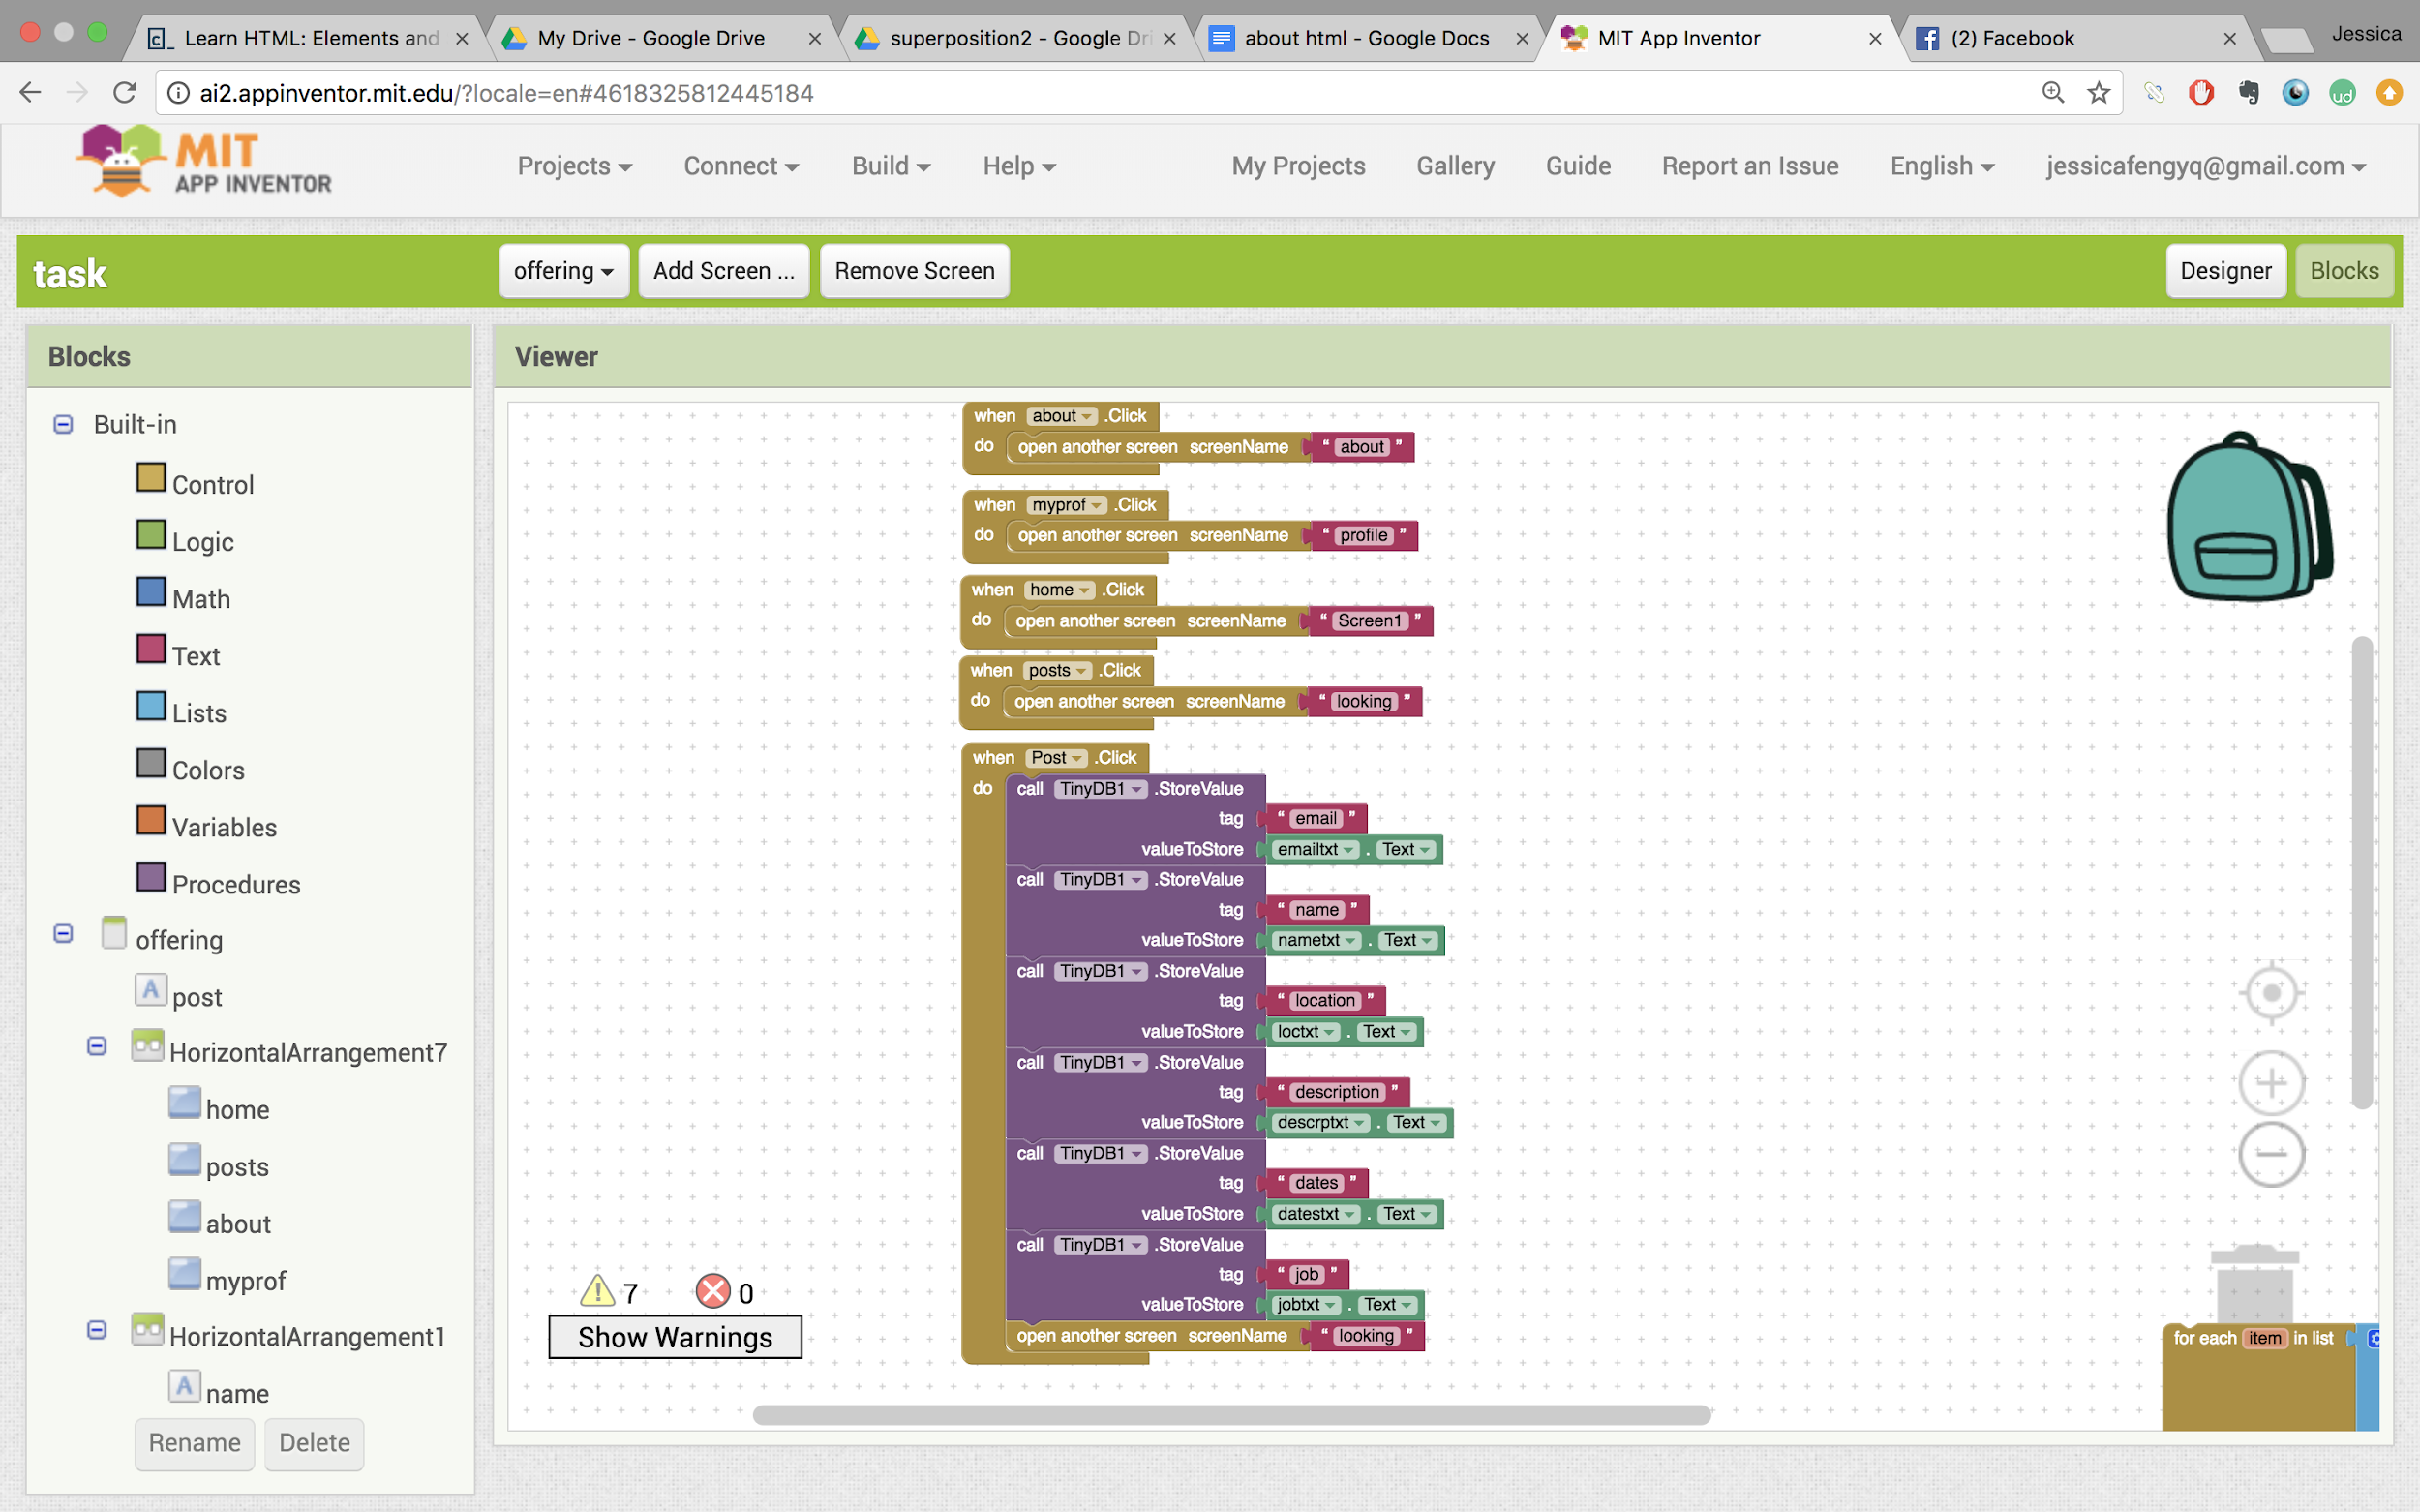 Learn HTML: Elements and
My Drive - Google Drive
superposition2 - Google Dri
about html - Google Docs
MIT App Inventor
(2) Facebook
Jessica
ai2.appinventor.mit.edu/?locale=en#4618325812445184
ud
MIT
APP INVENTOR
Projects
Connect
Build
Help
My Projects
Gallery
Guide
Report an Issue
English
jessicafengyq@gmail.com
task
offering
Add Screen ...
Remove Screen
Designer
Blocks
Blocks
Viewer
Built-in
Control
Logic
Math
Text
Lists
Colors
Variables
Procedures
offering
A post
HorizontalArrangement7
home
posts
about
myprof
HorizontalArrangement1
A name
Rename
Delete
when about .Click
do open another screen screenName " about "
when myprof .Click
do open another screen screenName " profile "
when home .Click
do open another screen screenName " Screen1 "
when posts .Click
do open another screen screenName " looking "
when Post .Click
do call TinyDB1 .StoreValue
tag " email "
valueToStore emailtxt . Text
call TinyDB1 .StoreValue
tag " name "
valueToStore nametxt . Text
call TinyDB1 .StoreValue
tag " location "
valueToStore loctxt . Text
call TinyDB1 .StoreValue
tag " description "
valueToStore descrptxt . Text
call TinyDB1 .StoreValue
tag " dates "
valueToStore datestxt . Text
call TinyDB1 .StoreValue
tag " job "
valueToStore jobtxt . Text
open another screen screenName " looking "
7 0
Show Warnings
for each item in list